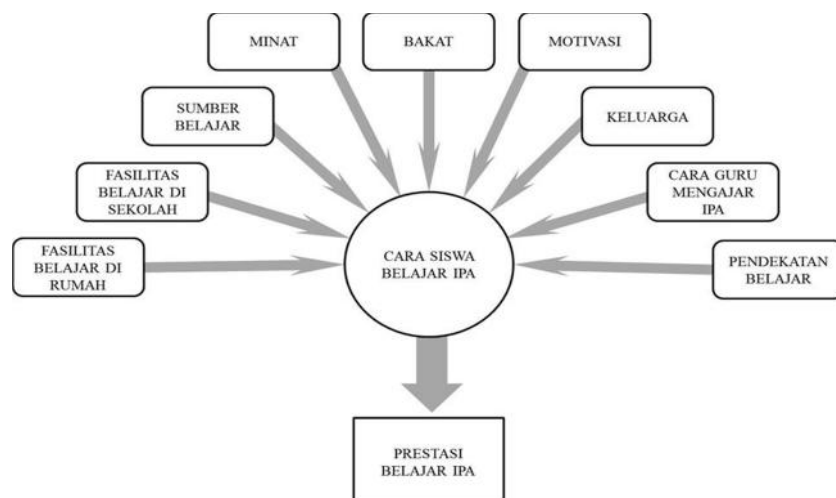 MINAT
BAKAT
MOTIVASI
SUMBER
BELAJAR
KELUARGA
FASILITAS
BELAJAR DI
SEKOLAH
CARA GURU
MENGAJAR
IPA
FASILITAS
BELAJAR DI
RUMAH
CARA SISWA
BELAJAR IPA
PENDEKATAN
BELAJAR
PRESTASI
BELAJAR IPA